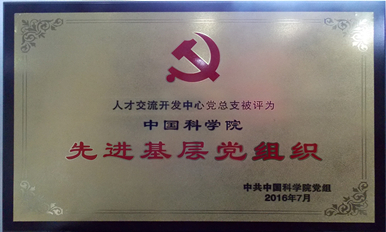 人才交流开发中心党总支被评为
中国科学院
先进基层党组织
中共中国科学院党组
2016年7月